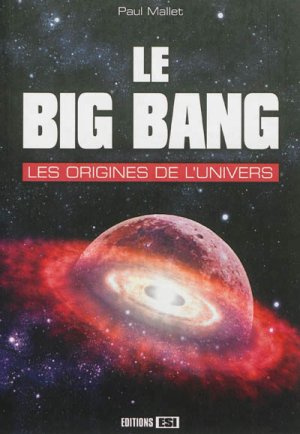 Paul Mallet
LE
BIG BANG
LES ORIGINES DE L'UNIVERS
EDITIONS ESI